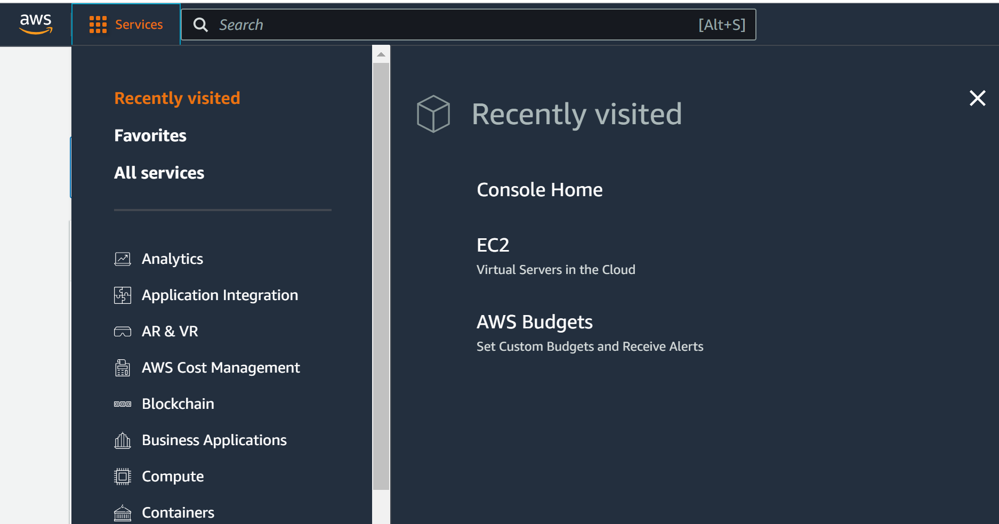 aws
Services
Search [Alt+S]
Recently visited
Favorites
All services
Analytics
Application Integration
AR & VR
AWS Cost Management
Blockchain
Business Applications
Compute
Containers
Recently visited
Console Home
EC2
Virtual Servers in the Cloud
AWS Budgets
Set Custom Budgets and Receive Alerts